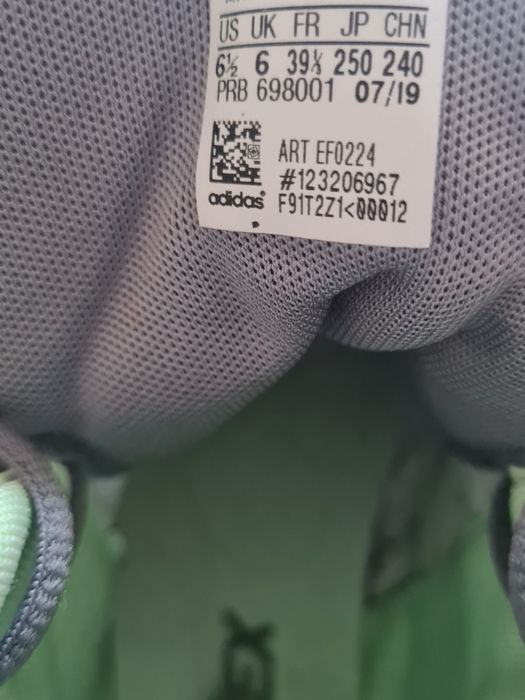 US UK FR JP CHN
6½ 6 39⅓ 250 240
PRB 698001 07/19
ART EF0224
#123206967
adidas® F91T2Z1<00012